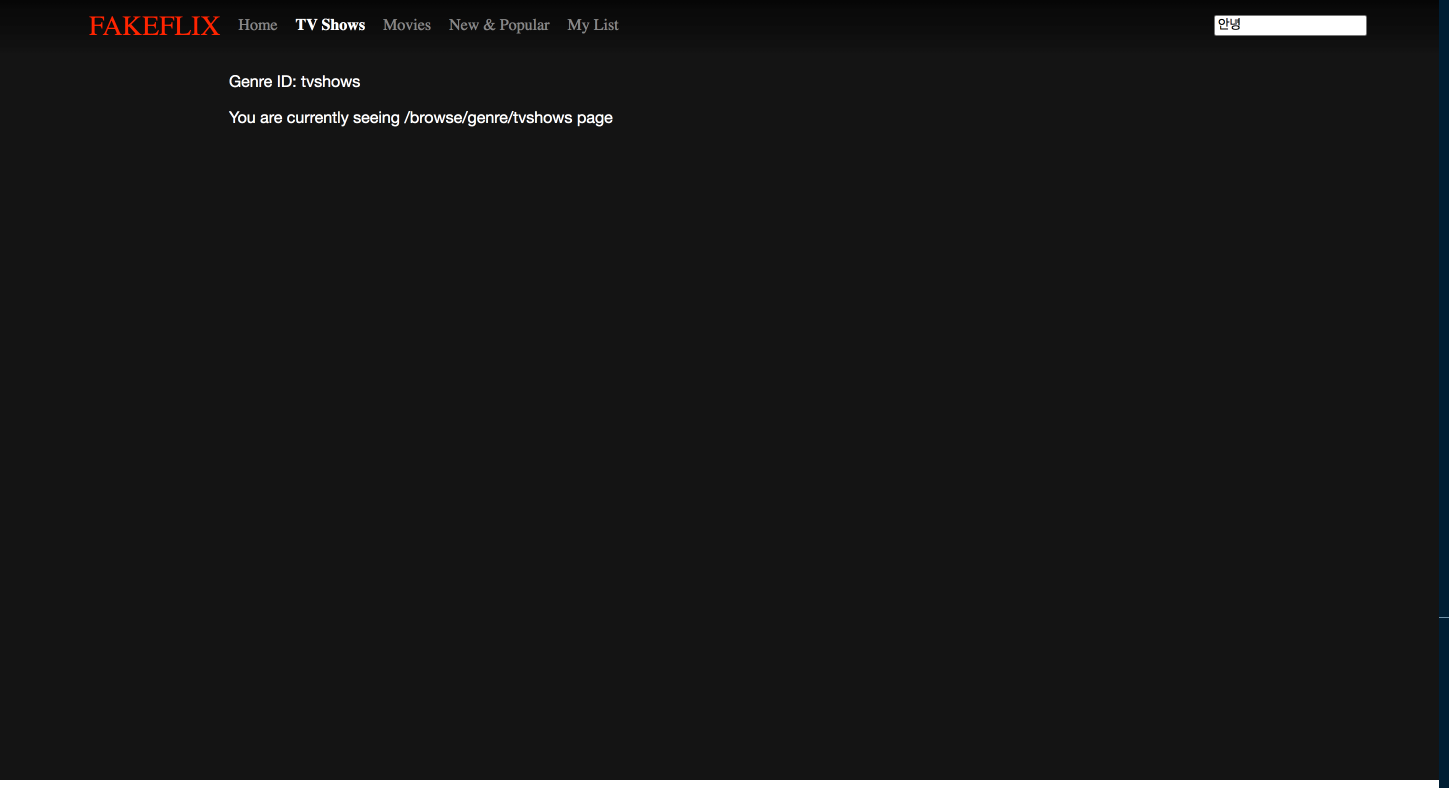 FAKEFLIX Home TV Shows Movies New & Popular My List 안녕
Genre ID: tvshows
You are currently seeing /browse/genre/tvshows page